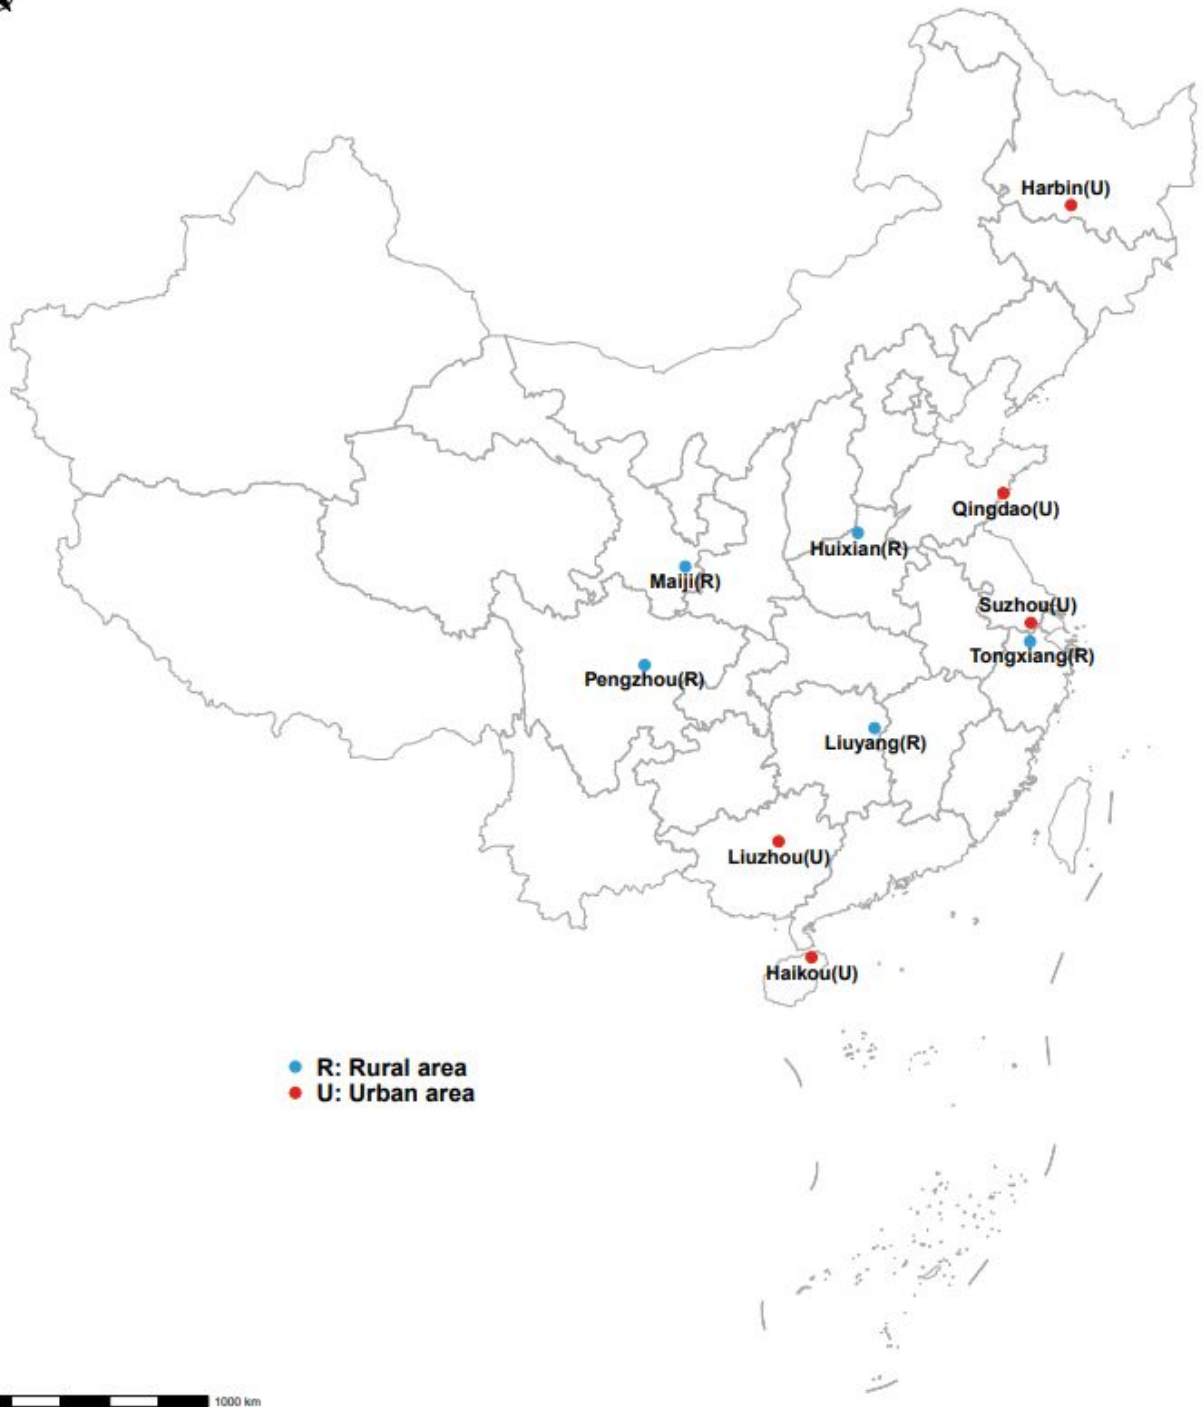 Harbin(U)
Qingdao(U)
Huixian(R)
Maiji(R)
Suzhou(U)
Tongxiang(R)
Pengzhou(R)
Liuyang(R)
Liuzhou(U)
Haikou(U)
R: Rural area
U: Urban area
1000 km